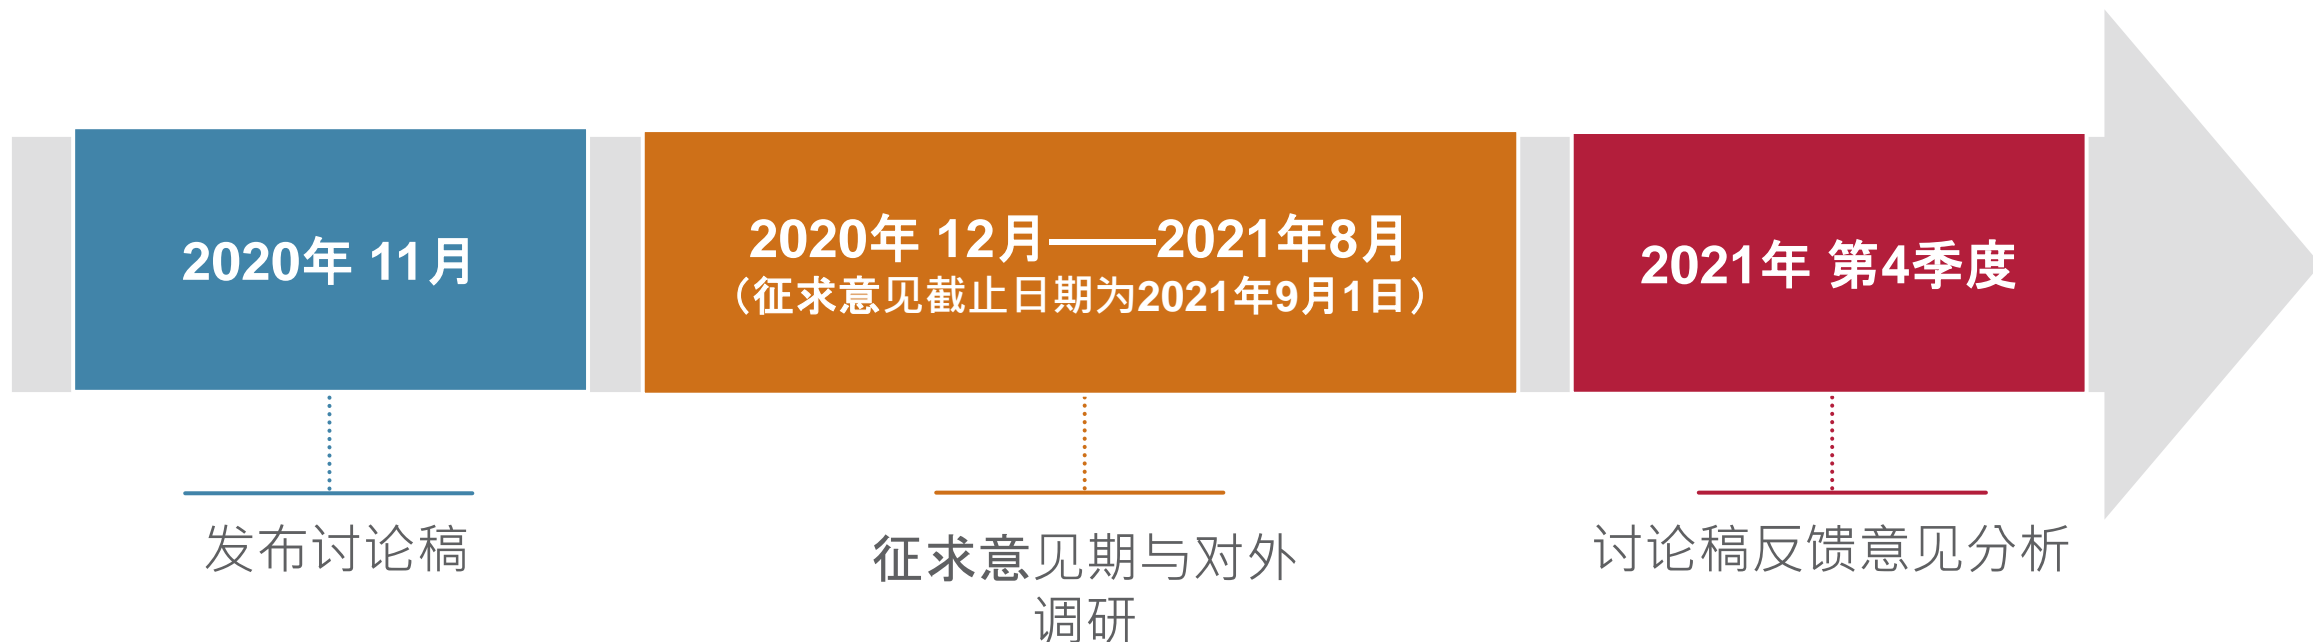 2020年 11月
2020年 12月——2021年8月
（征求意见截止日期为2021年9月1日）
2021年 第4季度
发布讨论稿
征求意见期与对外
调研
讨论稿反馈意见分析